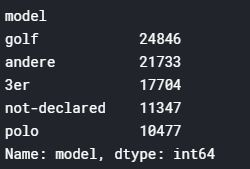 model
golf 24846
andere 21733
3er 17704
not-declared 11347
polo 10477
Name: model, dtype: int64